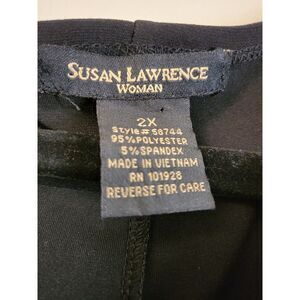 SUSAN LAWRENCE
WOMAN
2X
Style# 58744
95% POLYESTER
5% SPANDEX
MADE IN VIETNAM
RN 101928
REVERSE FOR CARE